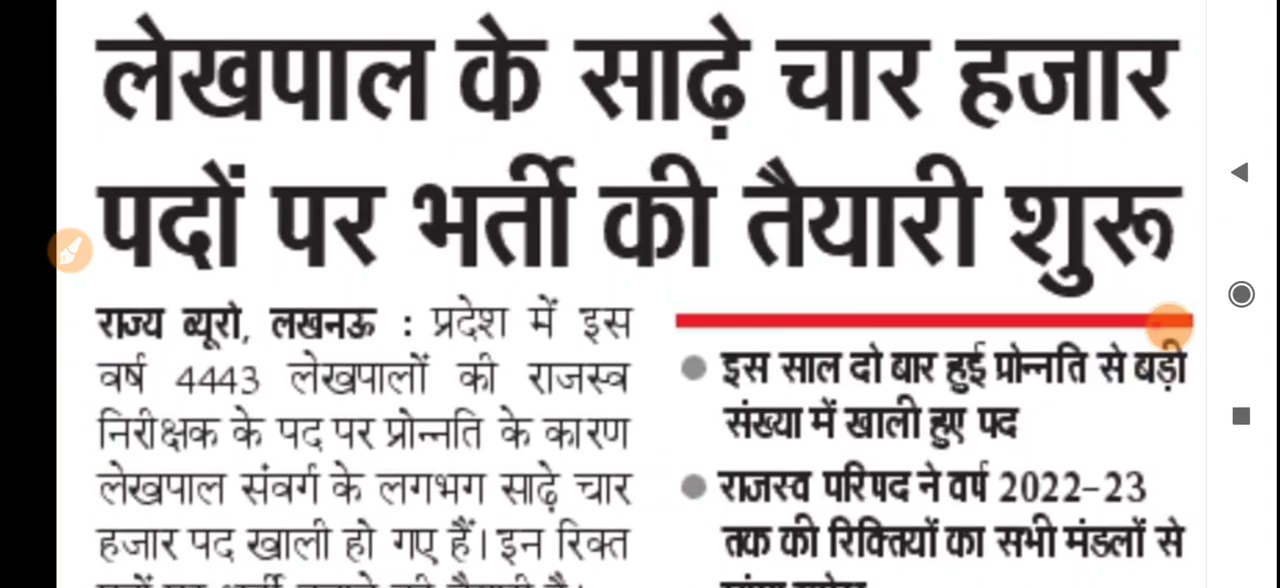 लेखपाल के साढ़े चार हजार
पदों पर भर्ती की तैयारी शुरू
राज्य ब्यूरो, लखनऊ : प्रदेश में इस
वर्ष 4443 लेखपालों की राजस्व
निरीक्षक के पद पर प्रोन्नति के कारण
लेखपाल संवर्ग के लगभग साढ़े चार
हजार पद खाली हो गए हैं। इन रिक्त
इस साल दो बार हुई प्रोन्नति से बड़ी
संख्या में खाली हुए पद
राजस्व परिषद ने वर्ष 2022-23
तक की रिक्तियों का सभी मंडलों से